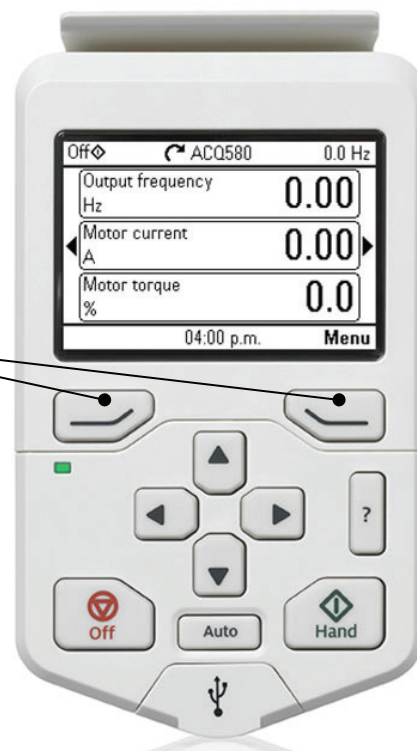 Off ACQ580 0.0 Hz
Output frequency
Hz 0.00
Motor current
A 0.00
Motor torque
% 0.0
04:00 p.m. Menu
?
Off
Auto
Hand